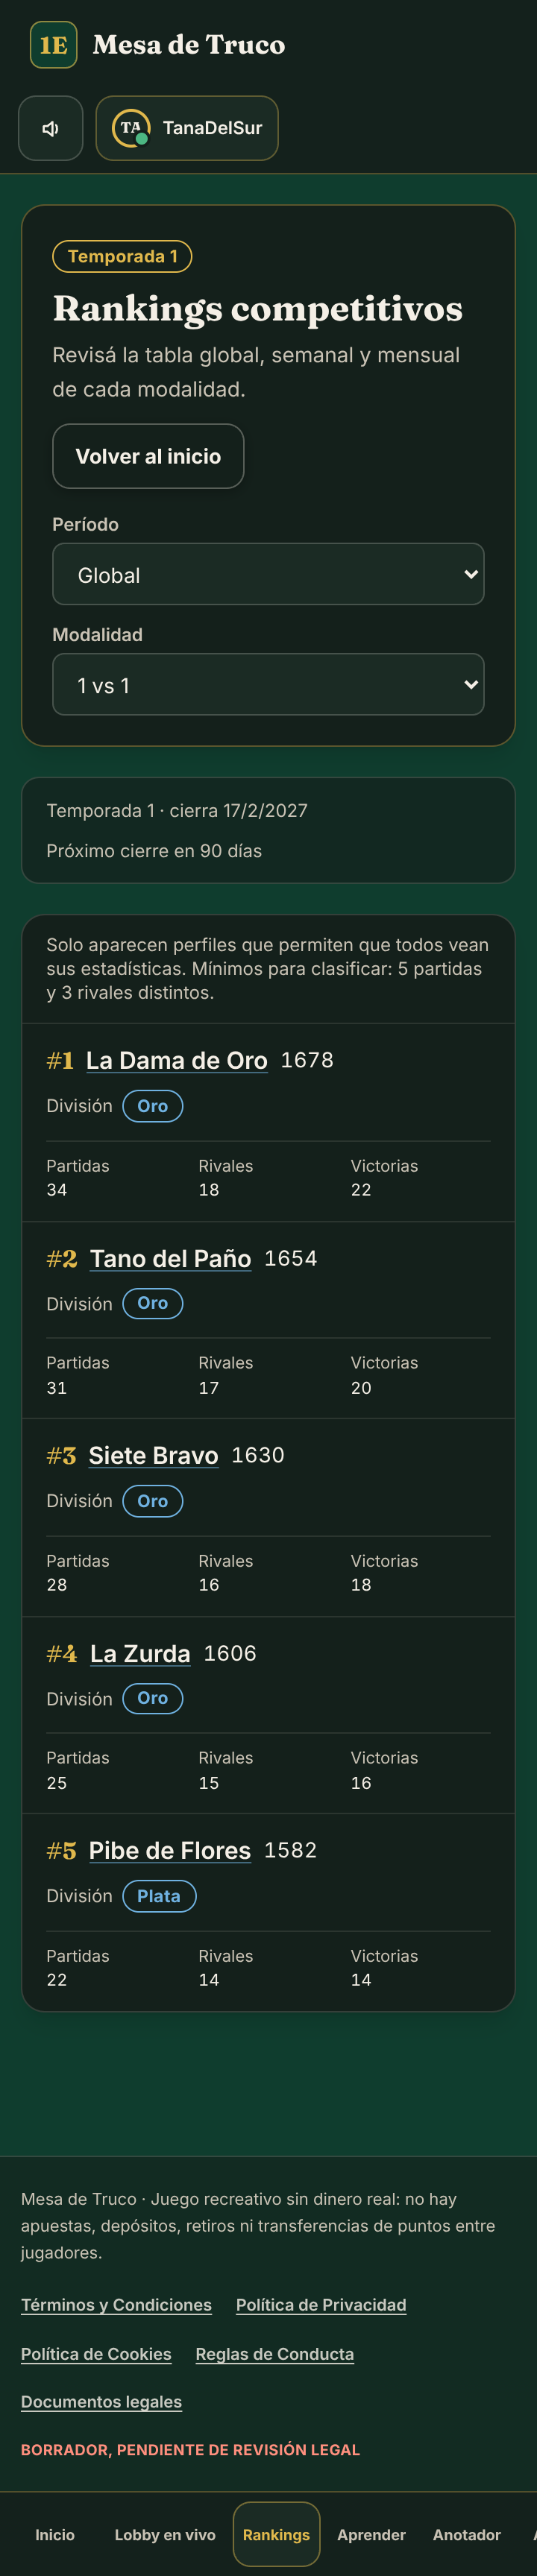 1E Mesa de Truco
TA TanaDelSur
Temporada 1
Rankings competitivos
Revisá la tabla global, semanal y mensual
de cada modalidad.
Volver al inicio
Período
Global
Modalidad
1 vs 1
Temporada 1 · cierra 17/2/2027
Próximo cierre en 90 días
Solo aparecen perfiles que permiten que todos vean
sus estadísticas. Mínimos para clasificar: 5 partidas
y 3 rivales distintos.
#1 La Dama de Oro 1678
División Oro
Partidas Rivales Victorias
34 18 22
#2 Tano del Paño 1654
División Oro
Partidas Rivales Victorias
31 17 20
#3 Siete Bravo 1630
División Oro
Partidas Rivales Victorias
28 16 18
#4 La Zurda 1606
División Oro
Partidas Rivales Victorias
25 15 16
#5 Pibe de Flores 1582
División Plata
Partidas Rivales Victorias
22 14 14
Mesa de Truco · Juego recreativo sin dinero real: no hay
apuestas, depósitos, retiros ni transferencias de puntos entre
jugadores.
Términos y Condiciones Política de Privacidad
Política de Cookies Reglas de Conducta
Documentos legales
BORRADOR, PENDIENTE DE REVISIÓN LEGAL
Inicio Lobby en vivo Rankings Aprender Anotador